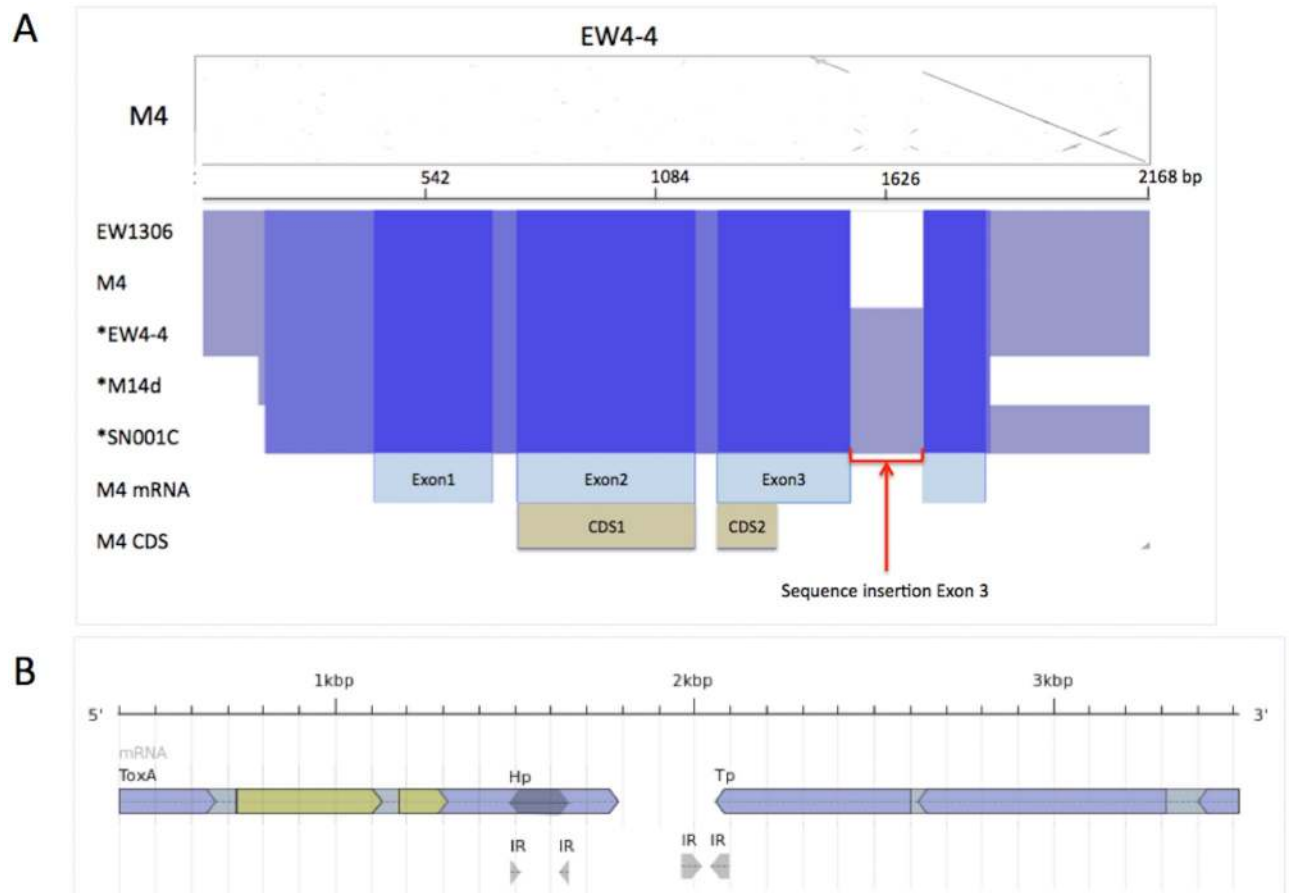 A
EW4-4
M4
542 1084 1626 2168 bp
EW1306
M4
*EW4-4
*M14d
*SN001C
M4 mRNA Exon1 Exon2 Exon3
M4 CDS CDS1 CDS2
Sequence insertion Exon 3
B
1kbp 2kbp 3kbp
5' 3'
mRNA
ToxA Hp Tp
IR IR IR IR